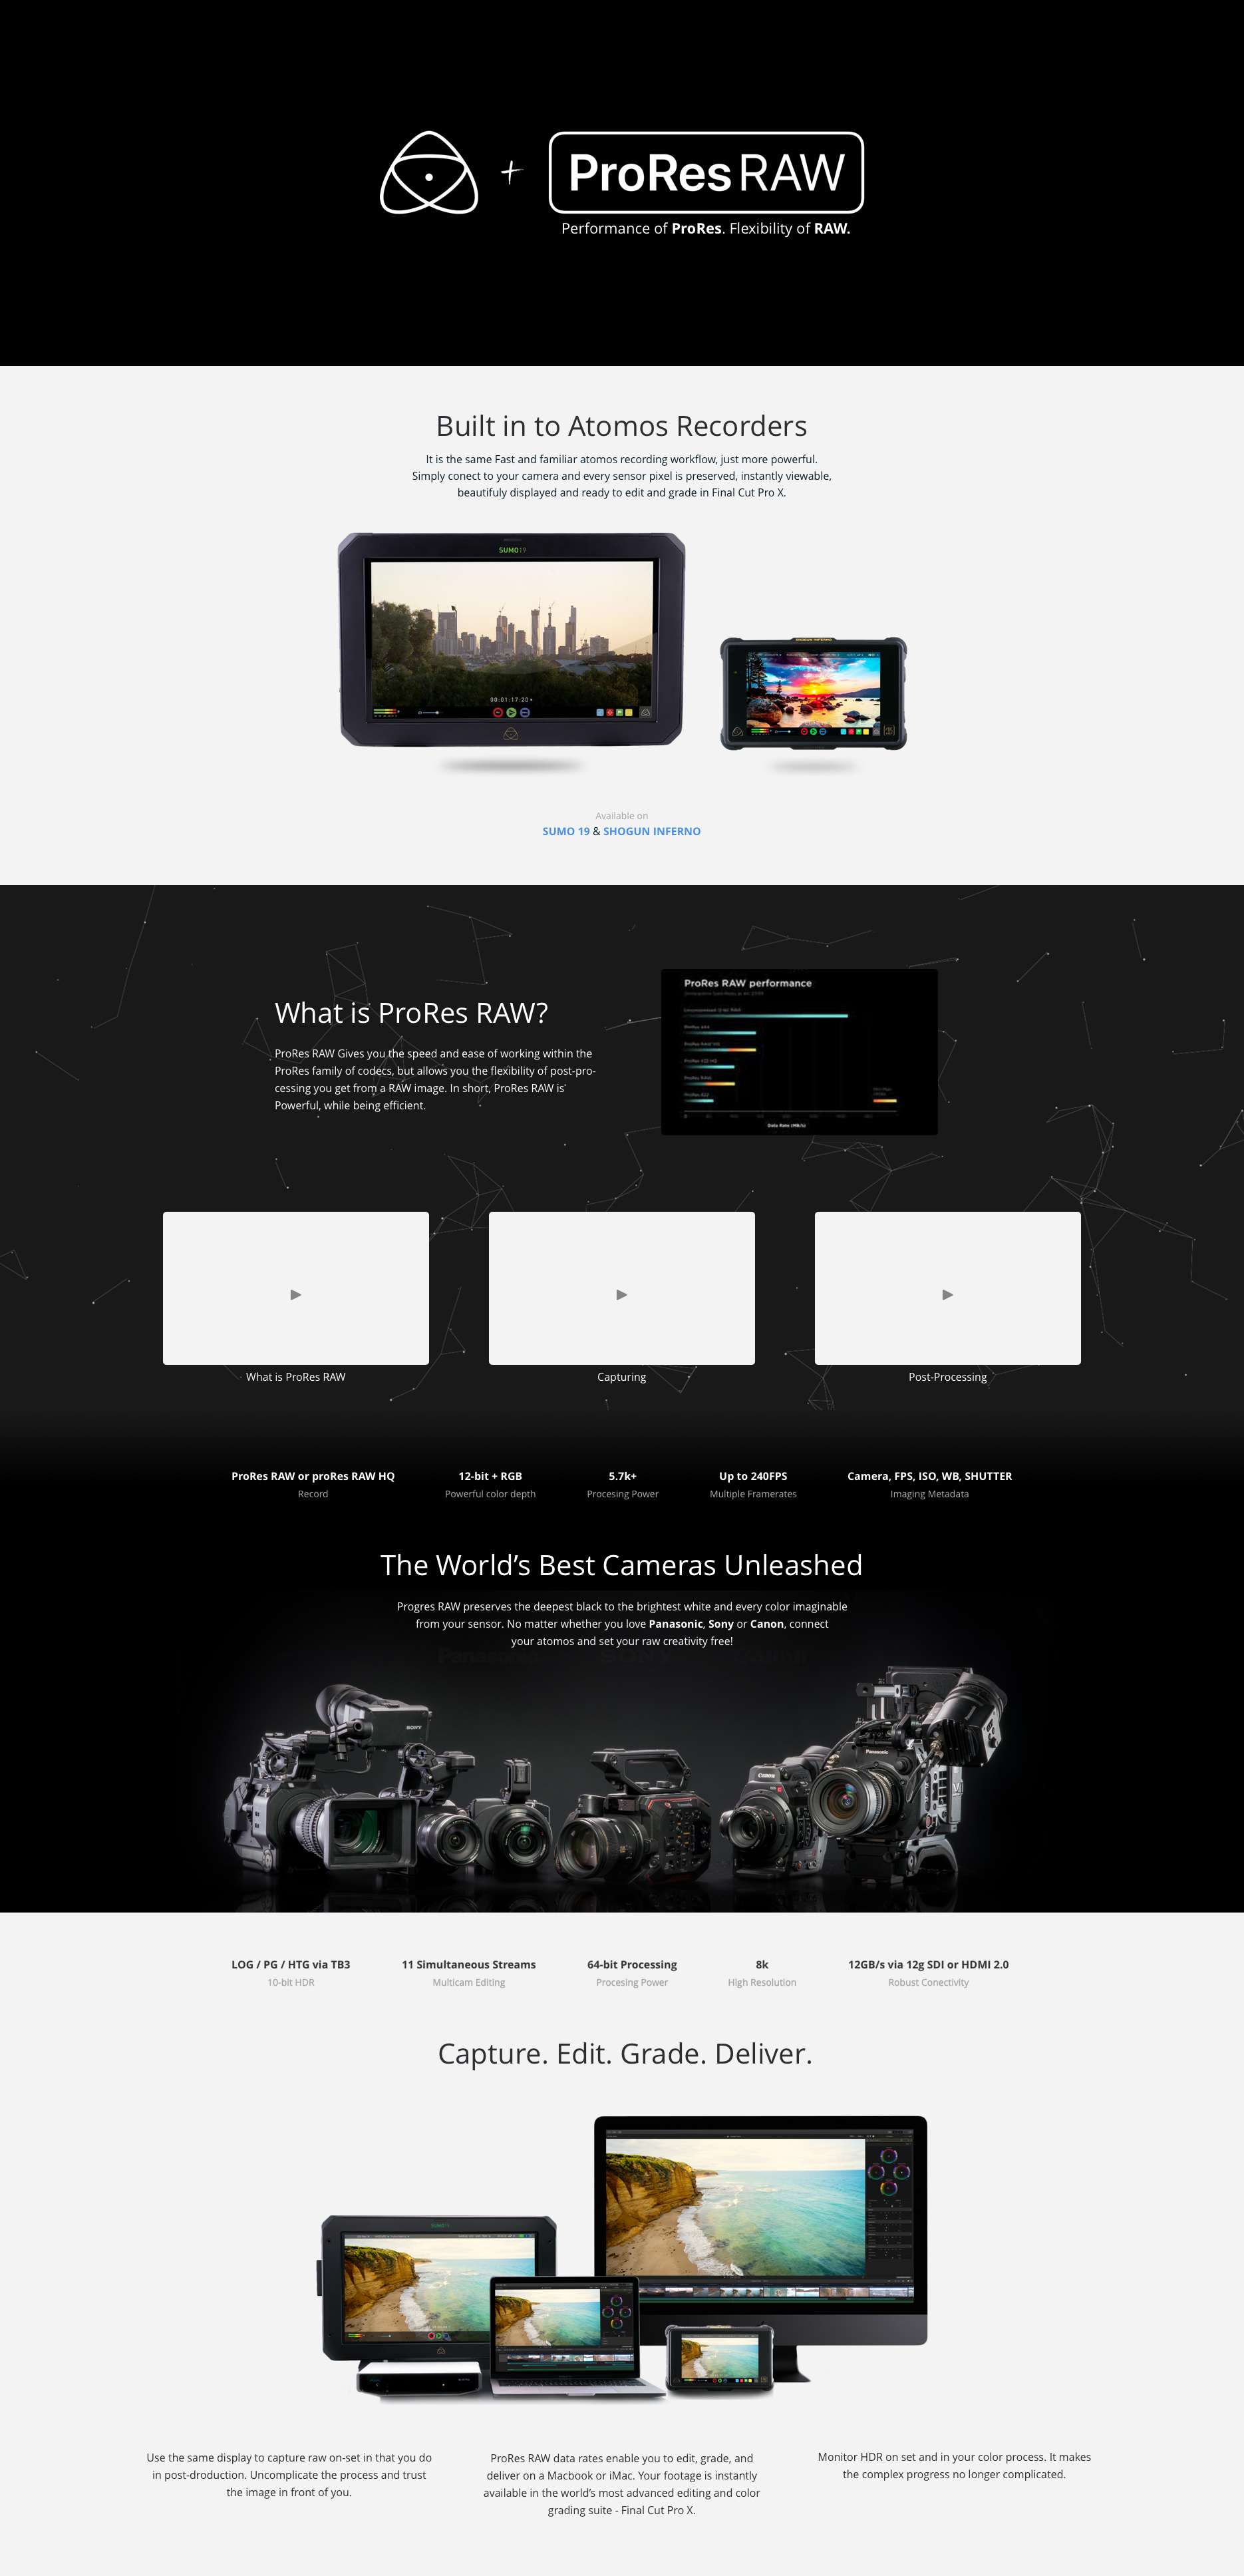 + ProRes RAW
Performance of ProRes. Flexibility of RAW.
Built in to Atomos Recorders
It is the same Fast and familiar atomos recording workflow, just more powerful.
Simply conect to your camera and every sensor pixel is preserved, instantly viewable,
beautifuly displayed and ready to edit and grade in Final Cut Pro X.
SUMO19
SHOGUN INFERNO
00:01:17:20
Available on
SUMO 19 & SHOGUN INFERNO
What is ProRes RAW?
ProRes RAW Gives you the speed and ease of working within the
ProRes family of codecs, but allows you the flexibility of post-pro-
cessing you get from a RAW image. In short, ProRes RAW is
Powerful, while being efficient.
ProRes RAW performance
Data Rate (MB/s)
What is ProRes RAW
Capturing
Post-Processing
ProRes RAW or proRes RAW HQ
Record
12-bit + RGB
Powerful color depth
5.7k+
Procesing Power
Up to 240FPS
Multiple Framerates
Camera, FPS, ISO, WB, SHUTTER
Imaging Metadata
The World's Best Cameras Unleashed
Progres RAW preserves the deepest black to the brightest white and every color imaginable
from your sensor. No matter whether you love Panasonic, Sony or Canon, connect
your atomos and set your raw creativity free!
Panasonic SONY Canon
SONY
Canon
Panasonic
LOG / PG / HTG via TB3
10-bit HDR
11 Simultaneous Streams
Multicam Editing
64-bit Processing
Procesing Power
8k
High Resolution
12GB/s via 12g SDI or HDMI 2.0
Robust Conectivity
Capture. Edit. Grade. Deliver.
SUMO19
Use the same display to capture raw on-set in that you do
in post-droduction. Uncomplicate the process and trust
the image in front of you.
ProRes RAW data rates enable you to edit, grade, and
deliver on a Macbook or iMac. Your footage is instantly
available in the world's most advanced editing and color
grading suite - Final Cut Pro X.
Monitor HDR on set and in your color process. It makes
the complex progress no longer complicated.